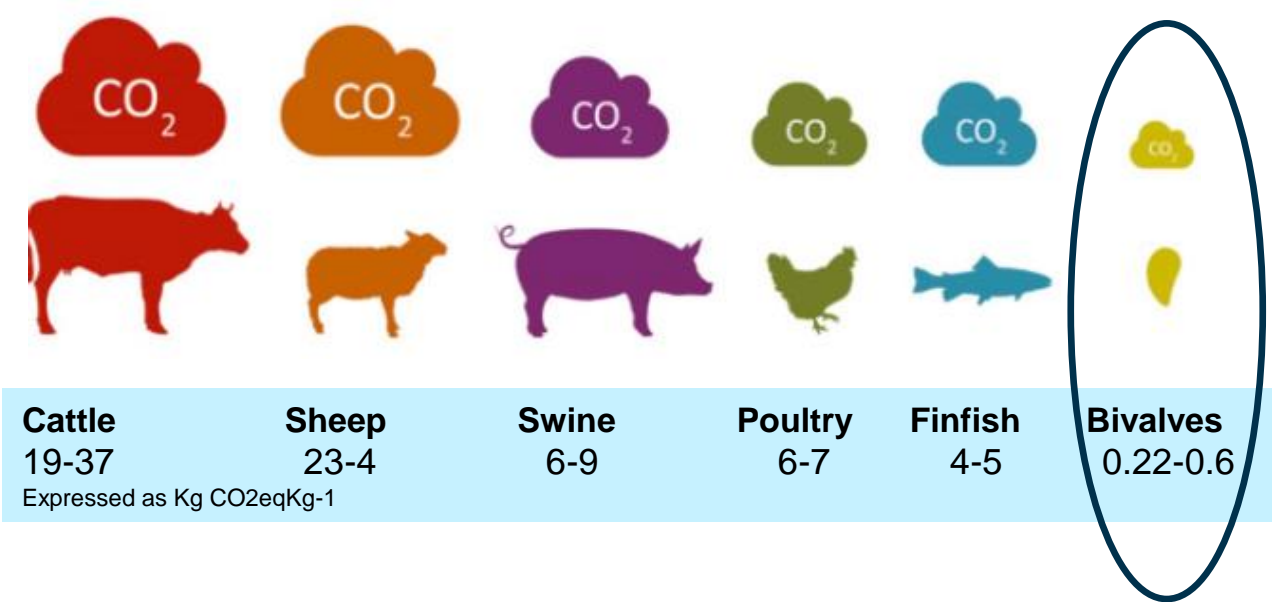 CO2 CO2 CO2 CO2 CO2 CO2
Cattle Sheep Swine Poultry Finfish Bivalves
19-37 23-4 6-9 6-7 4-5 0.22-0.6
Expressed as Kg CO2eqKg-1